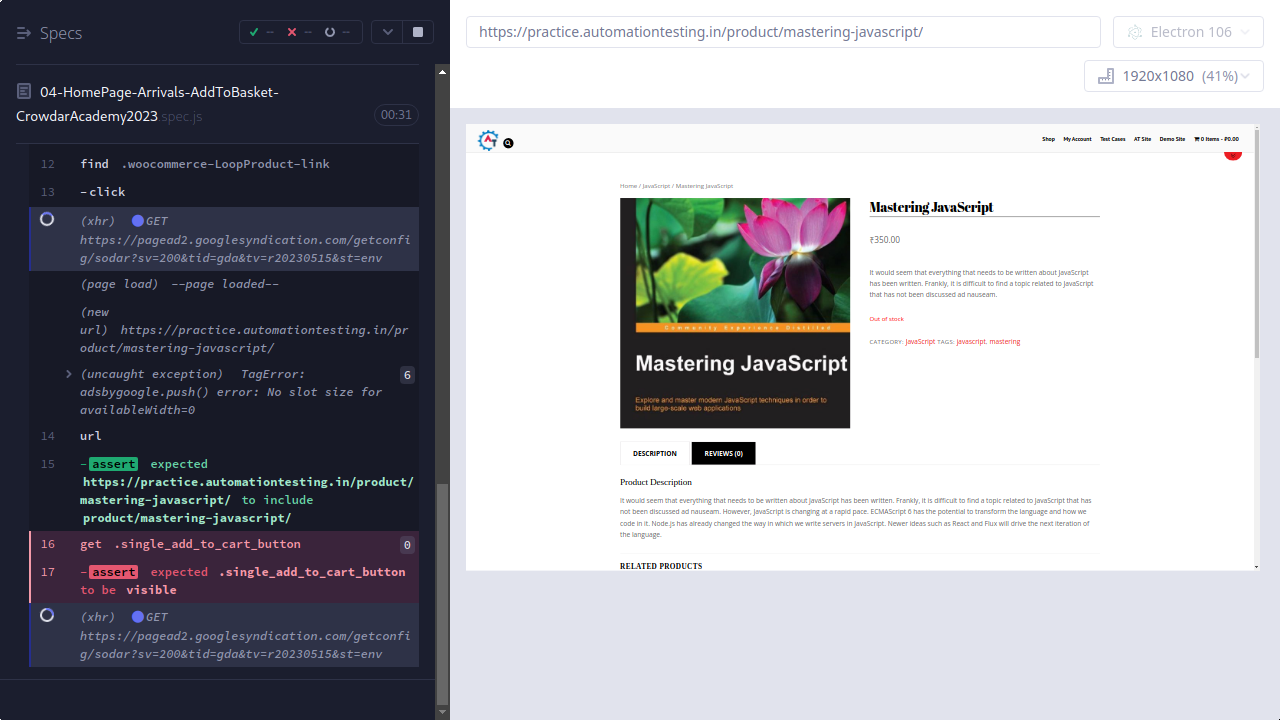 Specs
--
--
--
04-HomePage-Arrivals-AddToBasket-
CrowdarAcademy2023.spec.js
00:31
12 find .woocommerce-LoopProduct-link
13 -click
(xhr) GET
https://pagead2.googlesyndication.com/getconfi
g/sodar?sv=200&tid=gda&tv=r20230515&st=env
(page load) --page loaded--
(new
url) https://practice.automationtesting.in/pr
oduct/mastering-javascript/
(uncaught exception) TagError: 6
adsbygoogle.push() error: No slot size for
availableWidth=0
14 url
15 -assert expected
https://practice.automationtesting.in/product/
mastering-javascript/ to include
product/mastering-javascript/
16 get .single_add_to_cart_button 0
17 -assert expected .single_add_to_cart_button
to be visible
(xhr) GET
https://pagead2.googlesyndication.com/getconfi
g/sodar?sv=200&tid=gda&tv=r20230515&st=env
https://practice.automationtesting.in/product/mastering-javascript/
Electron 106
1920x1080 (41%)
AT
Shop My Account Test Cases AT Site Demo Site 0 Items - ₹0.00
Home / JavaScript / Mastering JavaScript
Community Experience Distilled
Mastering JavaScript
Explore and master modern JavaScript techniques in order to
build large-scale web applications
Mastering JavaScript
₹350.00
It would seem that everything that needs to be written about JavaScript
has been written. Frankly, it is difficult to find a topic related to JavaScript
that has not been discussed ad nauseam.
Out of stock
CATEGORY: JavaScript TAGS: javascript, mastering
DESCRIPTION
REVIEWS (0)
Product Description
It would seem that everything that needs to be written about JavaScript has been written. Frankly, it is difficult to find a topic related to JavaScript that has
not been discussed ad nauseam. However, JavaScript is changing at a rapid pace. ECMAScript 6 has the potential to transform the language and how we
code in it. Node.js has already changed the way in which we write servers in JavaScript. Newer ideas such as React and Flux will drive the next iteration of
the language.
RELATED PRODUCTS